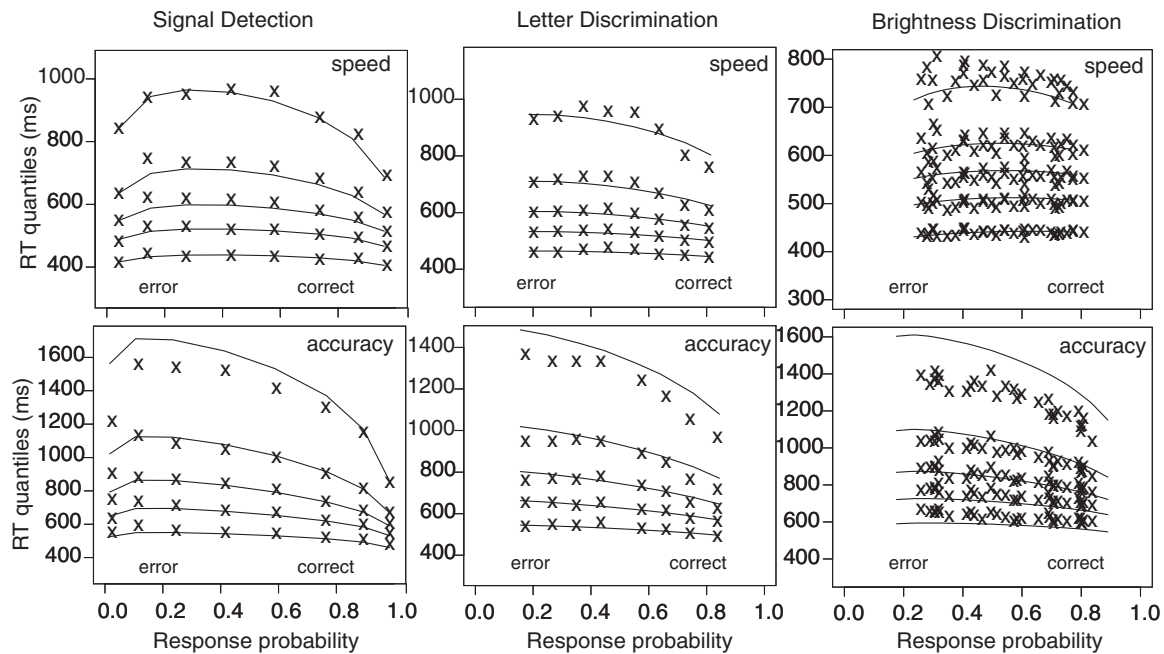 Signal Detection
Letter Discrimination
Brightness Discrimination
RT quantiles (ms)
1000
800
600
400
speed
error
correct
1000
800
600
400
speed
error
correct
800
700
600
500
400
300
speed
error
correct
RT quantiles (ms)
1600
1400
1200
1000
800
600
400
accuracy
error
correct
1400
1200
1000
800
600
400
accuracy
error
correct
1600
1400
1200
1000
800
600
400
accuracy
error
correct
0.0 0.2 0.4 0.6 0.8 1.0
0.0 0.2 0.4 0.6 0.8 1.0
0.0 0.2 0.4 0.6 0.8 1.0
Response probability
Response probability
Response probability